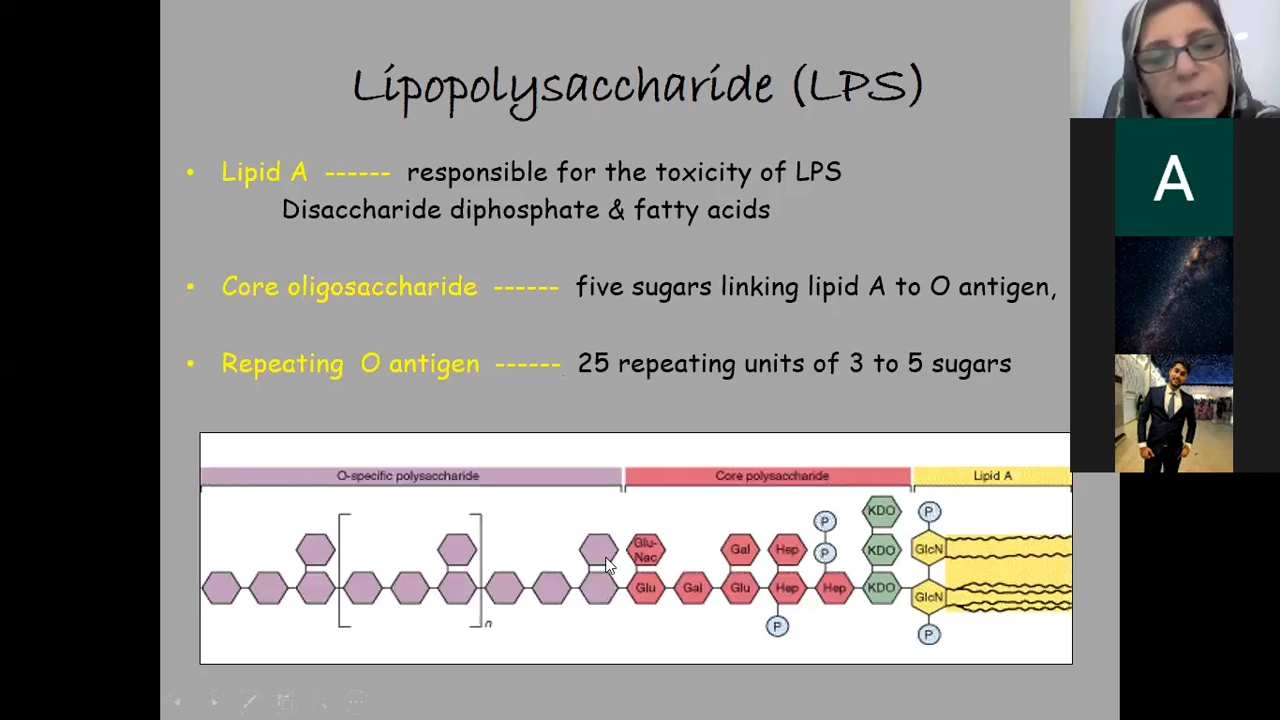 Lipopolysaccharide (LPS)
A
• Lipid A ------ responsible for the toxicity of LPS
Disaccharide diphosphate & fatty acids
• Core oligosaccharide ------ five sugars linking lipid A to O antigen,
• Repeating O antigen ------ 25 repeating units of 3 to 5 sugars
O-specific polysaccharide Core polysaccharide Lipid A
P KDO P
Glu-
Nac Gal Hep P KDO GlcN
Glu Gal Glu Hep Hep KDO GlcN
n P P